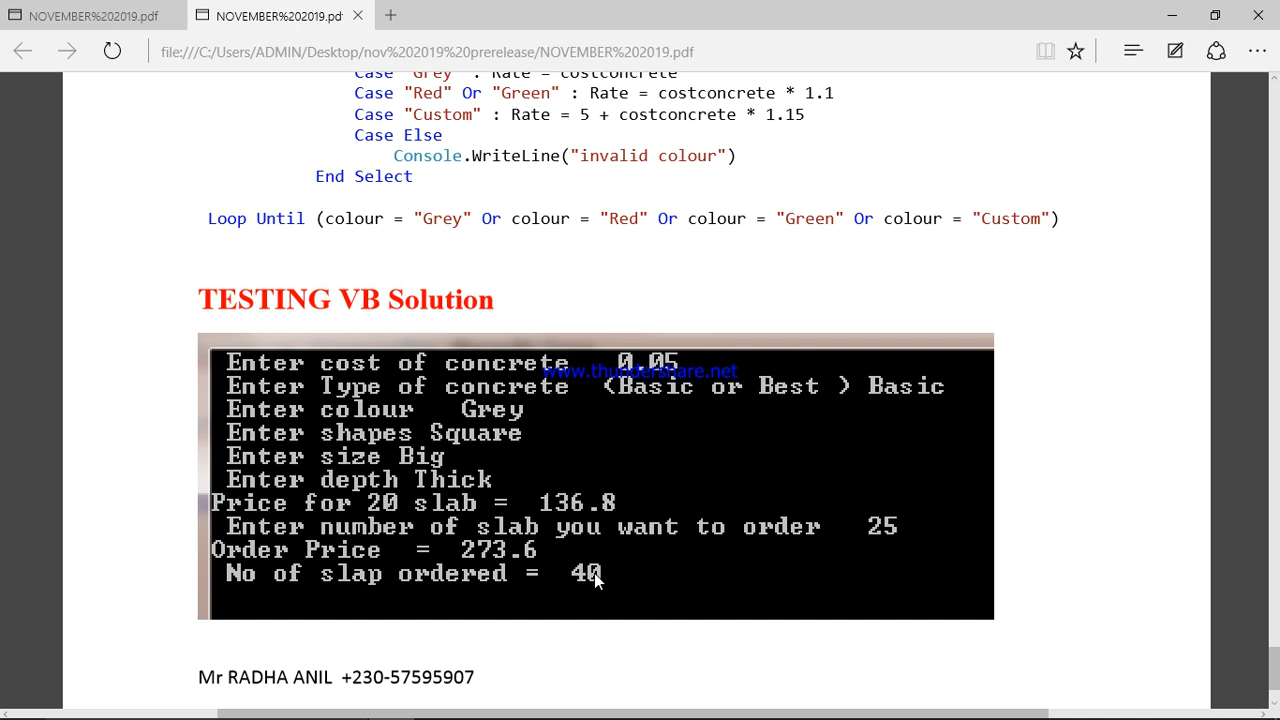 NOVEMBER%202019.pdf
NOVEMBER%202019.pdf
file:///C:/Users/ADMIN/Desktop/nov%202019%20prerelease/NOVEMBER%202019.pdf
Case "Grey" : Rate = costconcrete
Case "Red" Or "Green" : Rate = costconcrete * 1.1
Case "Custom" : Rate = 5 + costconcrete * 1.15
Case Else
Console.WriteLine("invalid colour")
End Select
Loop Until (colour = "Grey" Or colour = "Red" Or colour = "Green" Or colour = "Custom")
TESTING VB Solution
Enter cost of concrete 0.05
www.thundershare.net
Enter Type of concrete (Basic or Best ) Basic
Enter colour Grey
Enter shapes Square
Enter size Big
Enter depth Thick
Price for 20 slab = 136.8
Enter number of slab you want to order 25
Order Price = 273.6
No of slap ordered = 40
Mr RADHA ANIL +230-57595907